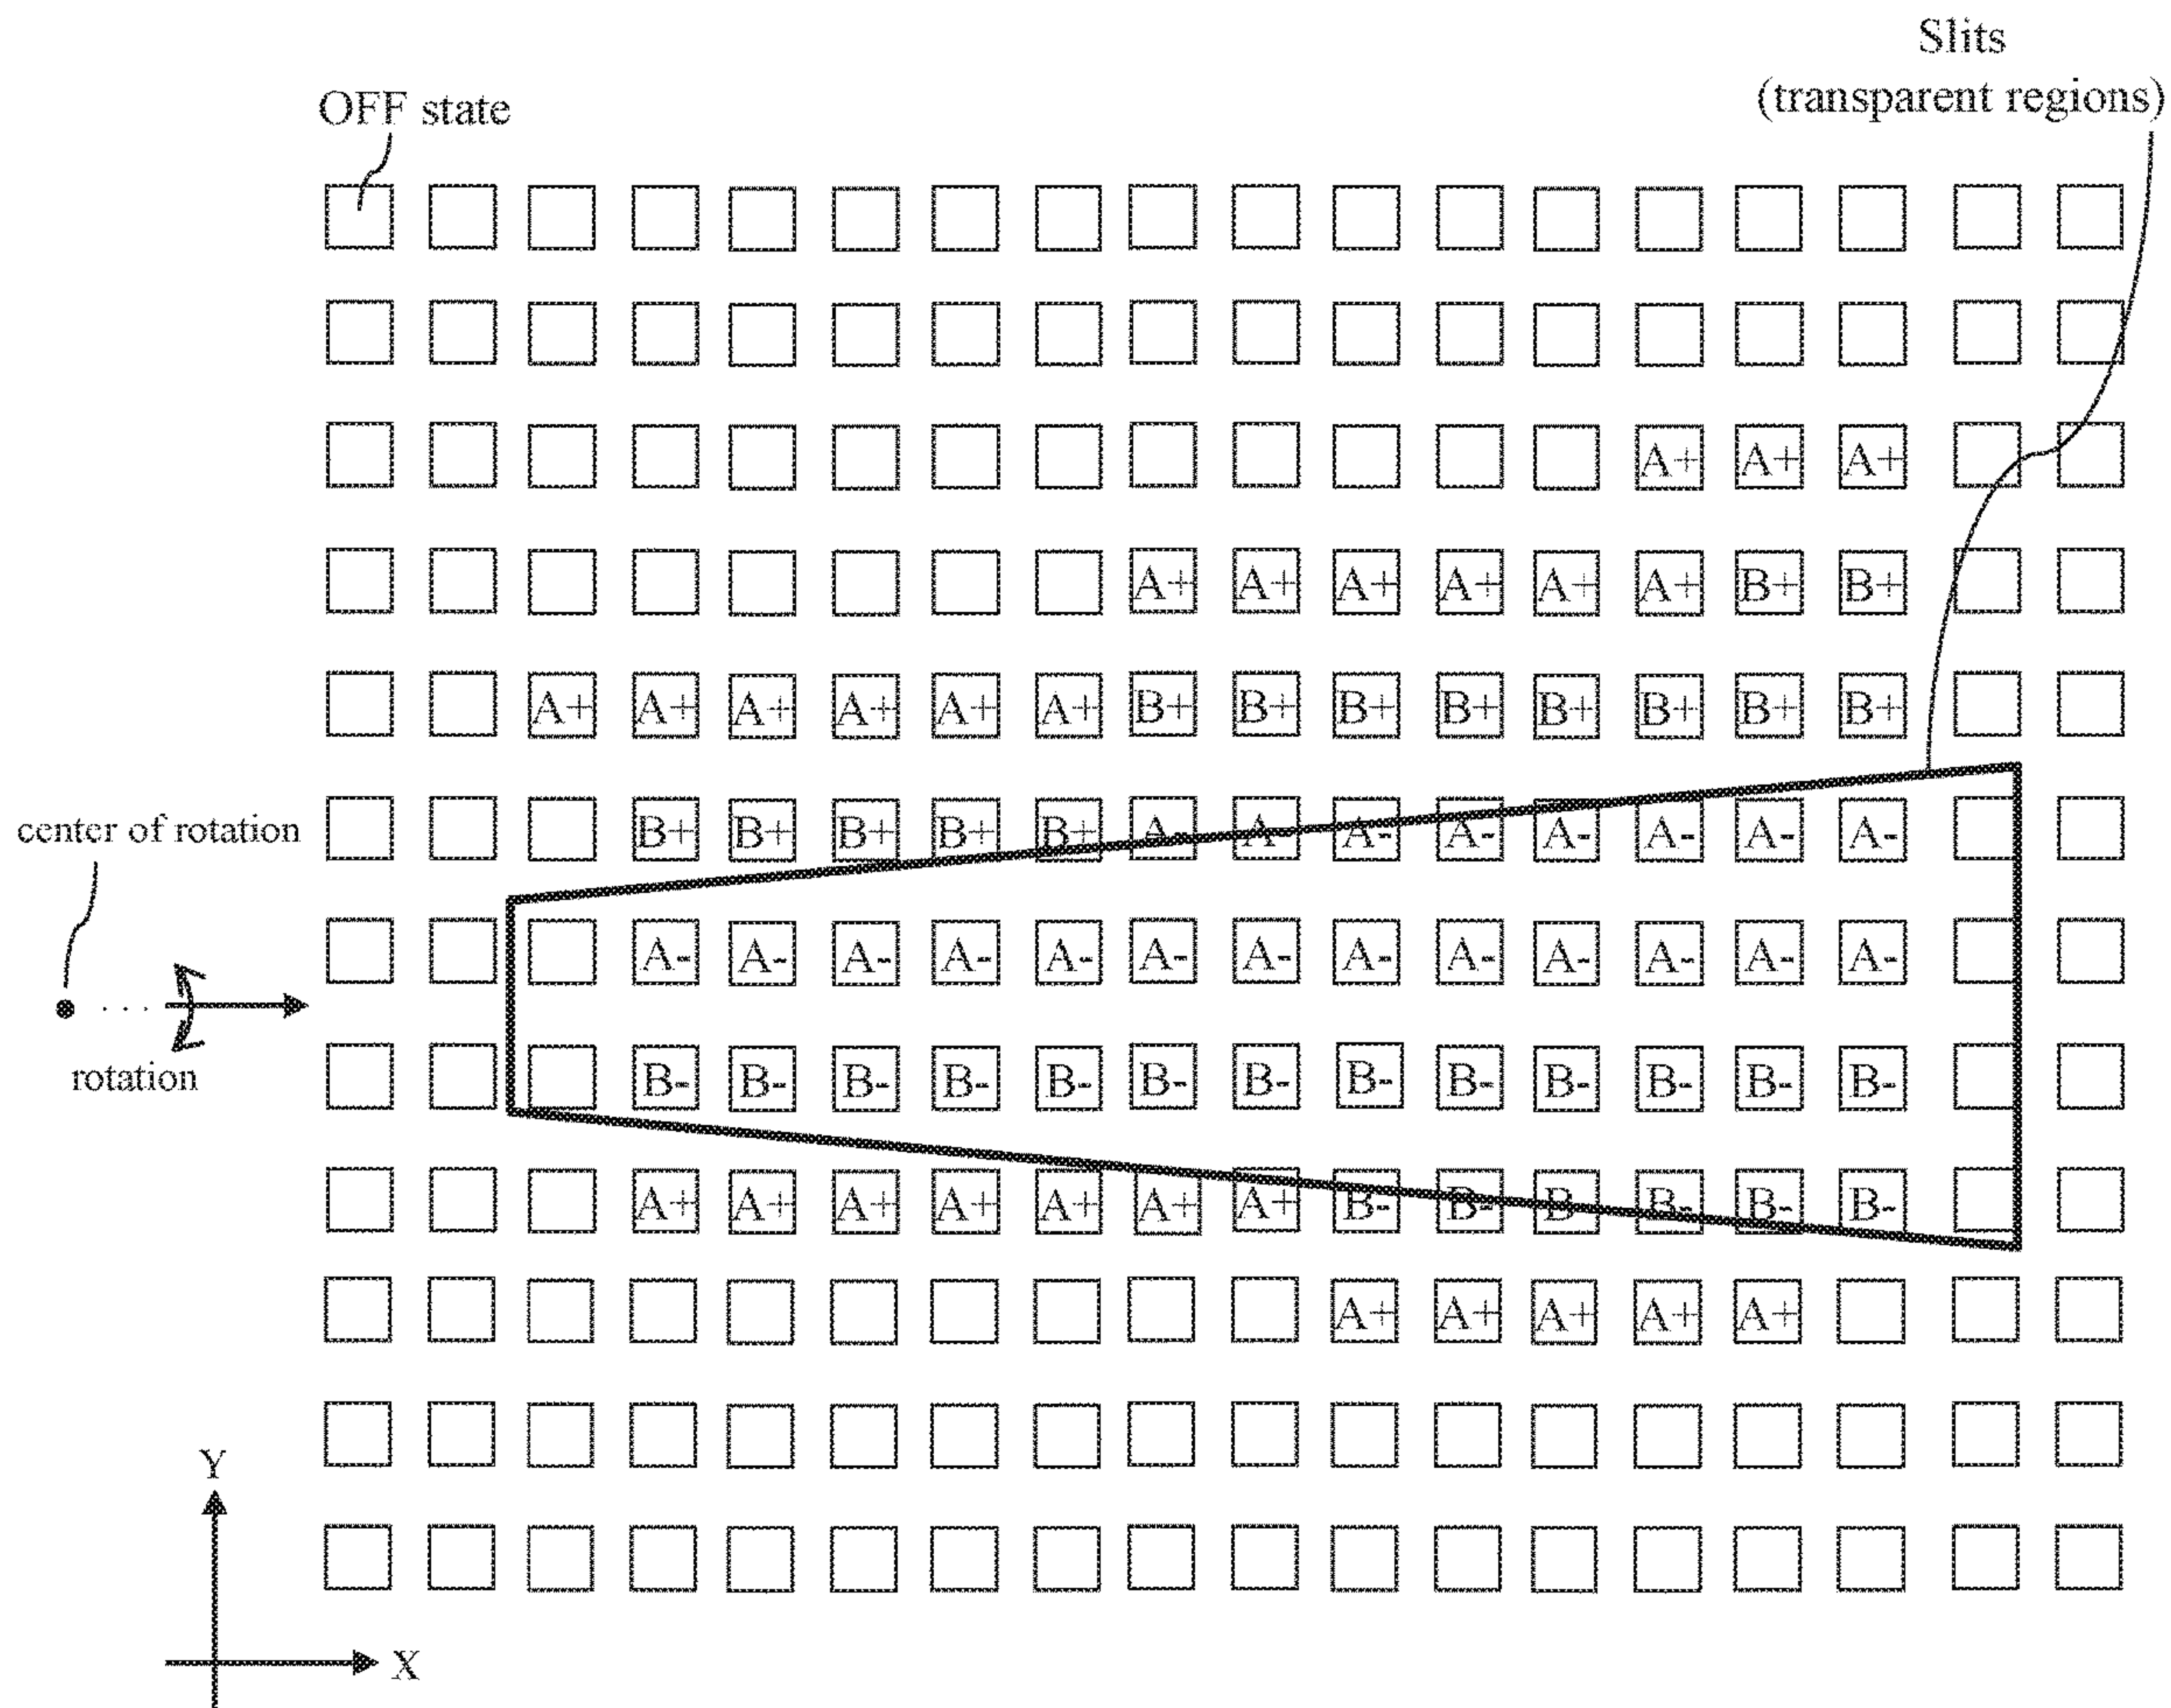 Slits
(transparent regions)
OFF state
A+ A+ A+
A+ A+ A+ A+ A+ A+ B+ B+
A+ A+ A+ A+ A+ A+ B+ B+ B+ B+ B+ B+ B+ B+
center of rotation
B+ B+ B+ B+ B+ A- A- A- A- A- A- A- A-
A- A- A- A- A- A- A- A- A- A- A- A- A-
...
rotation
B- B- B- B- B- B- B- B- B- B- B- B- B-
A+ A+ A+ A+ A+ A+ A+ B- B- B- B- B- B-
A+ A+ A+ A+ A+
Y
X